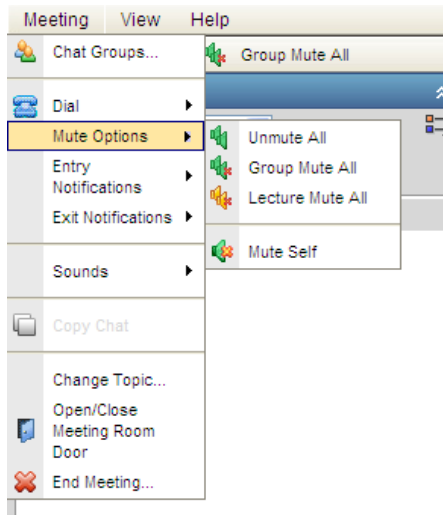 Meeting View Help
Chat Groups...
Group Mute All
Dial
Mute Options
Entry
Notifications
Exit Notifications
Sounds
Copy Chat
Change Topic...
Open/Close
Meeting Room
Door
End Meeting...
Unmute All
Group Mute All
Lecture Mute All
Mute Self